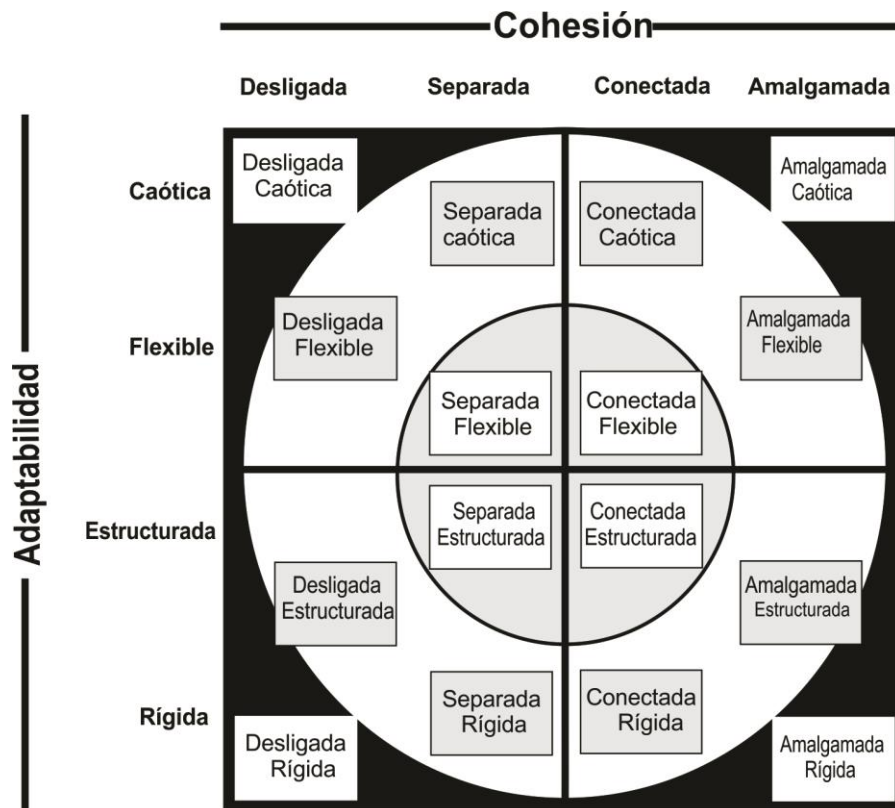 Cohesión
Desligada Separada Conectada Amalgamada
Adaptabilidad
Caótica
Desligada
Caótica
Separada
caótica
Conectada
Caótica
Amalgamada
Caótica
Flexible
Desligada
Flexible
Separada
Flexible
Conectada
Flexible
Amalgamada
Flexible
Estructurada
Desligada
Estructurada
Separada
Estructurada
Conectada
Estructurada
Amalgamada
Estructurada
Rígida
Desligada
Rígida
Separada
Rígida
Conectada
Rígida
Amalgamada
Rígida